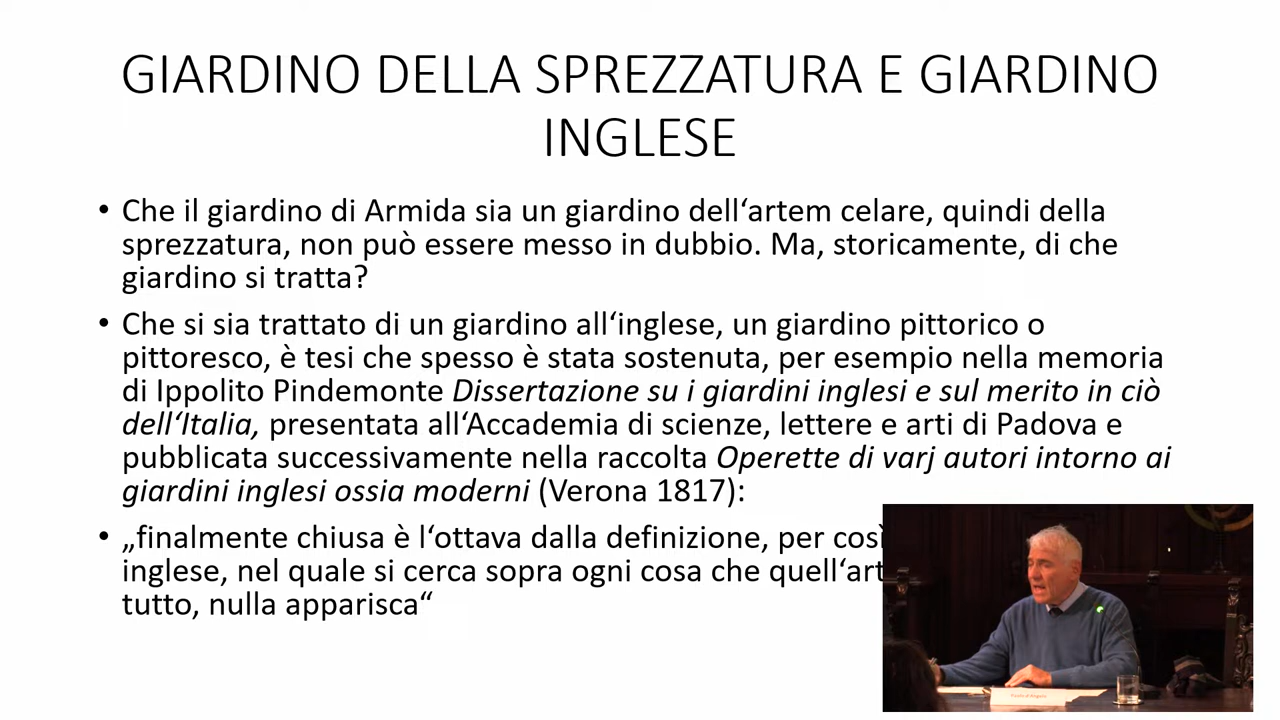 GIARDINO DELLA SPREZZATURA E GIARDINO
INGLESE
• Che il giardino di Armida sia un giardino dell‘artem celare, quindi della
sprezzatura, non può essere messo in dubbio. Ma, storicamente, di che
giardino si tratta?
• Che si sia trattato di un giardino all‘inglese, un giardino pittorico o
pittoresco, è tesi che spesso è stata sostenuta, per esempio nella memoria
di Ippolito Pindemonte Dissertazione su i giardini inglesi e sul merito in ciò
dell‘Italia, presentata all‘Accademia di scienze, lettere e arti di Padova e
pubblicata successivamente nella raccolta Operette di varj autori intorno ai
giardini inglesi ossia moderni (Verona 1817):
• „finalmente chiusa è l‘ottava dalla definizione, per così
inglese, nel quale si cerca sopra ogni cosa che quell‘art
tutto, nulla apparisca“